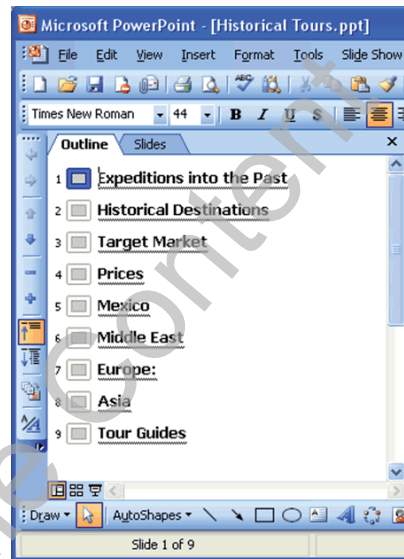 Microsoft PowerPoint - [Historical Tours.ppt]
File Edit View Insert Format Tools Slide Show
Times New Roman 44 B I U S
Outline Slides
1 Expeditions into the Past
2 Historical Destinations
3 Target Market
4 Prices
5 Mexico
6 Middle East
7 Europe:
8 Asia
9 Tour Guides
Draw AutoShapes
Slide 1 of 9